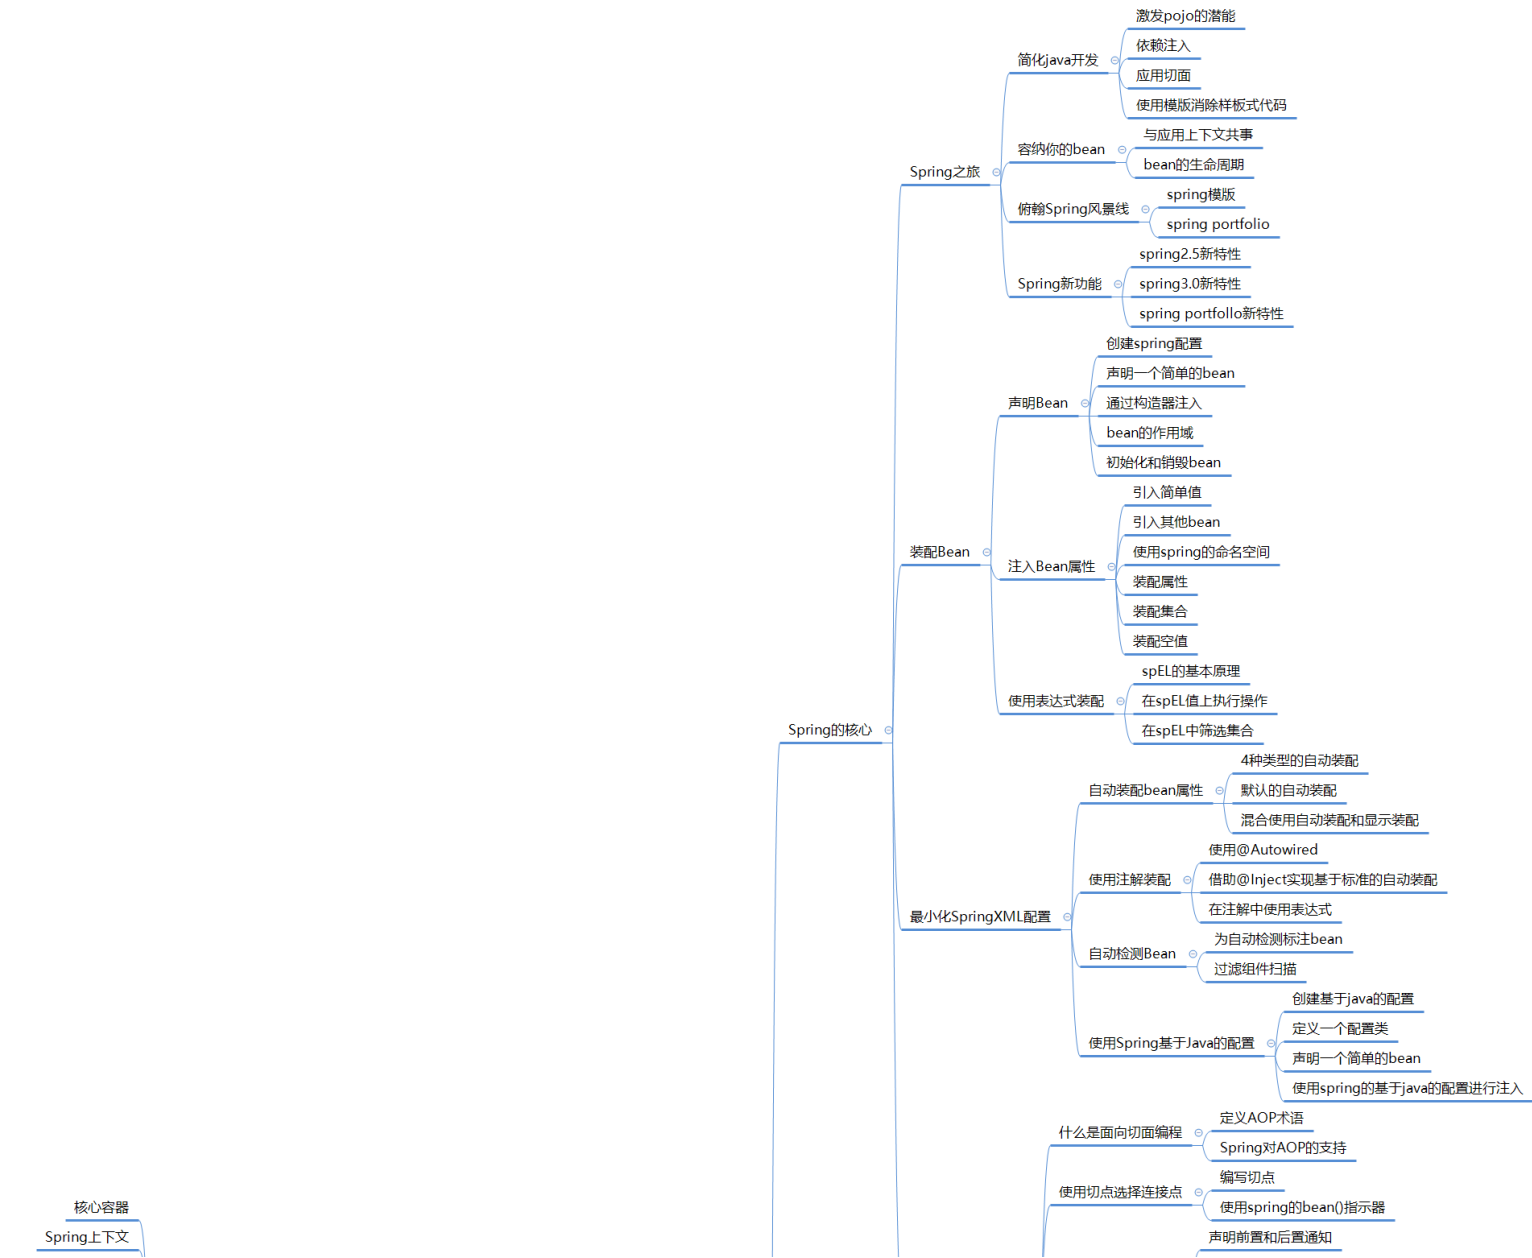 激发pojo的潜能
简化java开发
依赖注入
应用切面
使用模版消除样板式代码
与应用上下文共事
容纳你的bean
bean的生命周期
Spring之旅
spring模版
俯翰Spring风景线
spring portfolio
spring2.5新特性
Spring新功能
spring3.0新特性
spring portfollo新特性
创建spring配置
声明一个简单的bean
声明Bean
通过构造器注入
bean的作用域
初始化和销毁bean
引入简单值
引入其他bean
装配Bean
使用spring的命名空间
注入Bean属性
装配属性
装配集合
装配空值
spEL的基本原理
使用表达式装配
在spEL值上执行操作
在spEL中筛选集合
Spring的核心
4种类型的自动装配
自动装配bean属性
默认的自动装配
混合使用自动装配和显示装配
使用@Autowired
使用注解装配
借助@Inject实现基于标准的自动装配
在注解中使用表达式
最小化SpringXML配置
为自动检测标注bean
自动检测Bean
过滤组件扫描
创建基于java的配置
定义一个配置类
使用Spring基于Java的配置
声明一个简单的bean
使用spring的基于java的配置进行注入
定义AOP术语
什么是面向切面编程
Spring对AOP的支持
编写切点
使用切点选择连接点
使用spring的bean()指示器
声明前置和后置通知
核心容器
Spring上下文